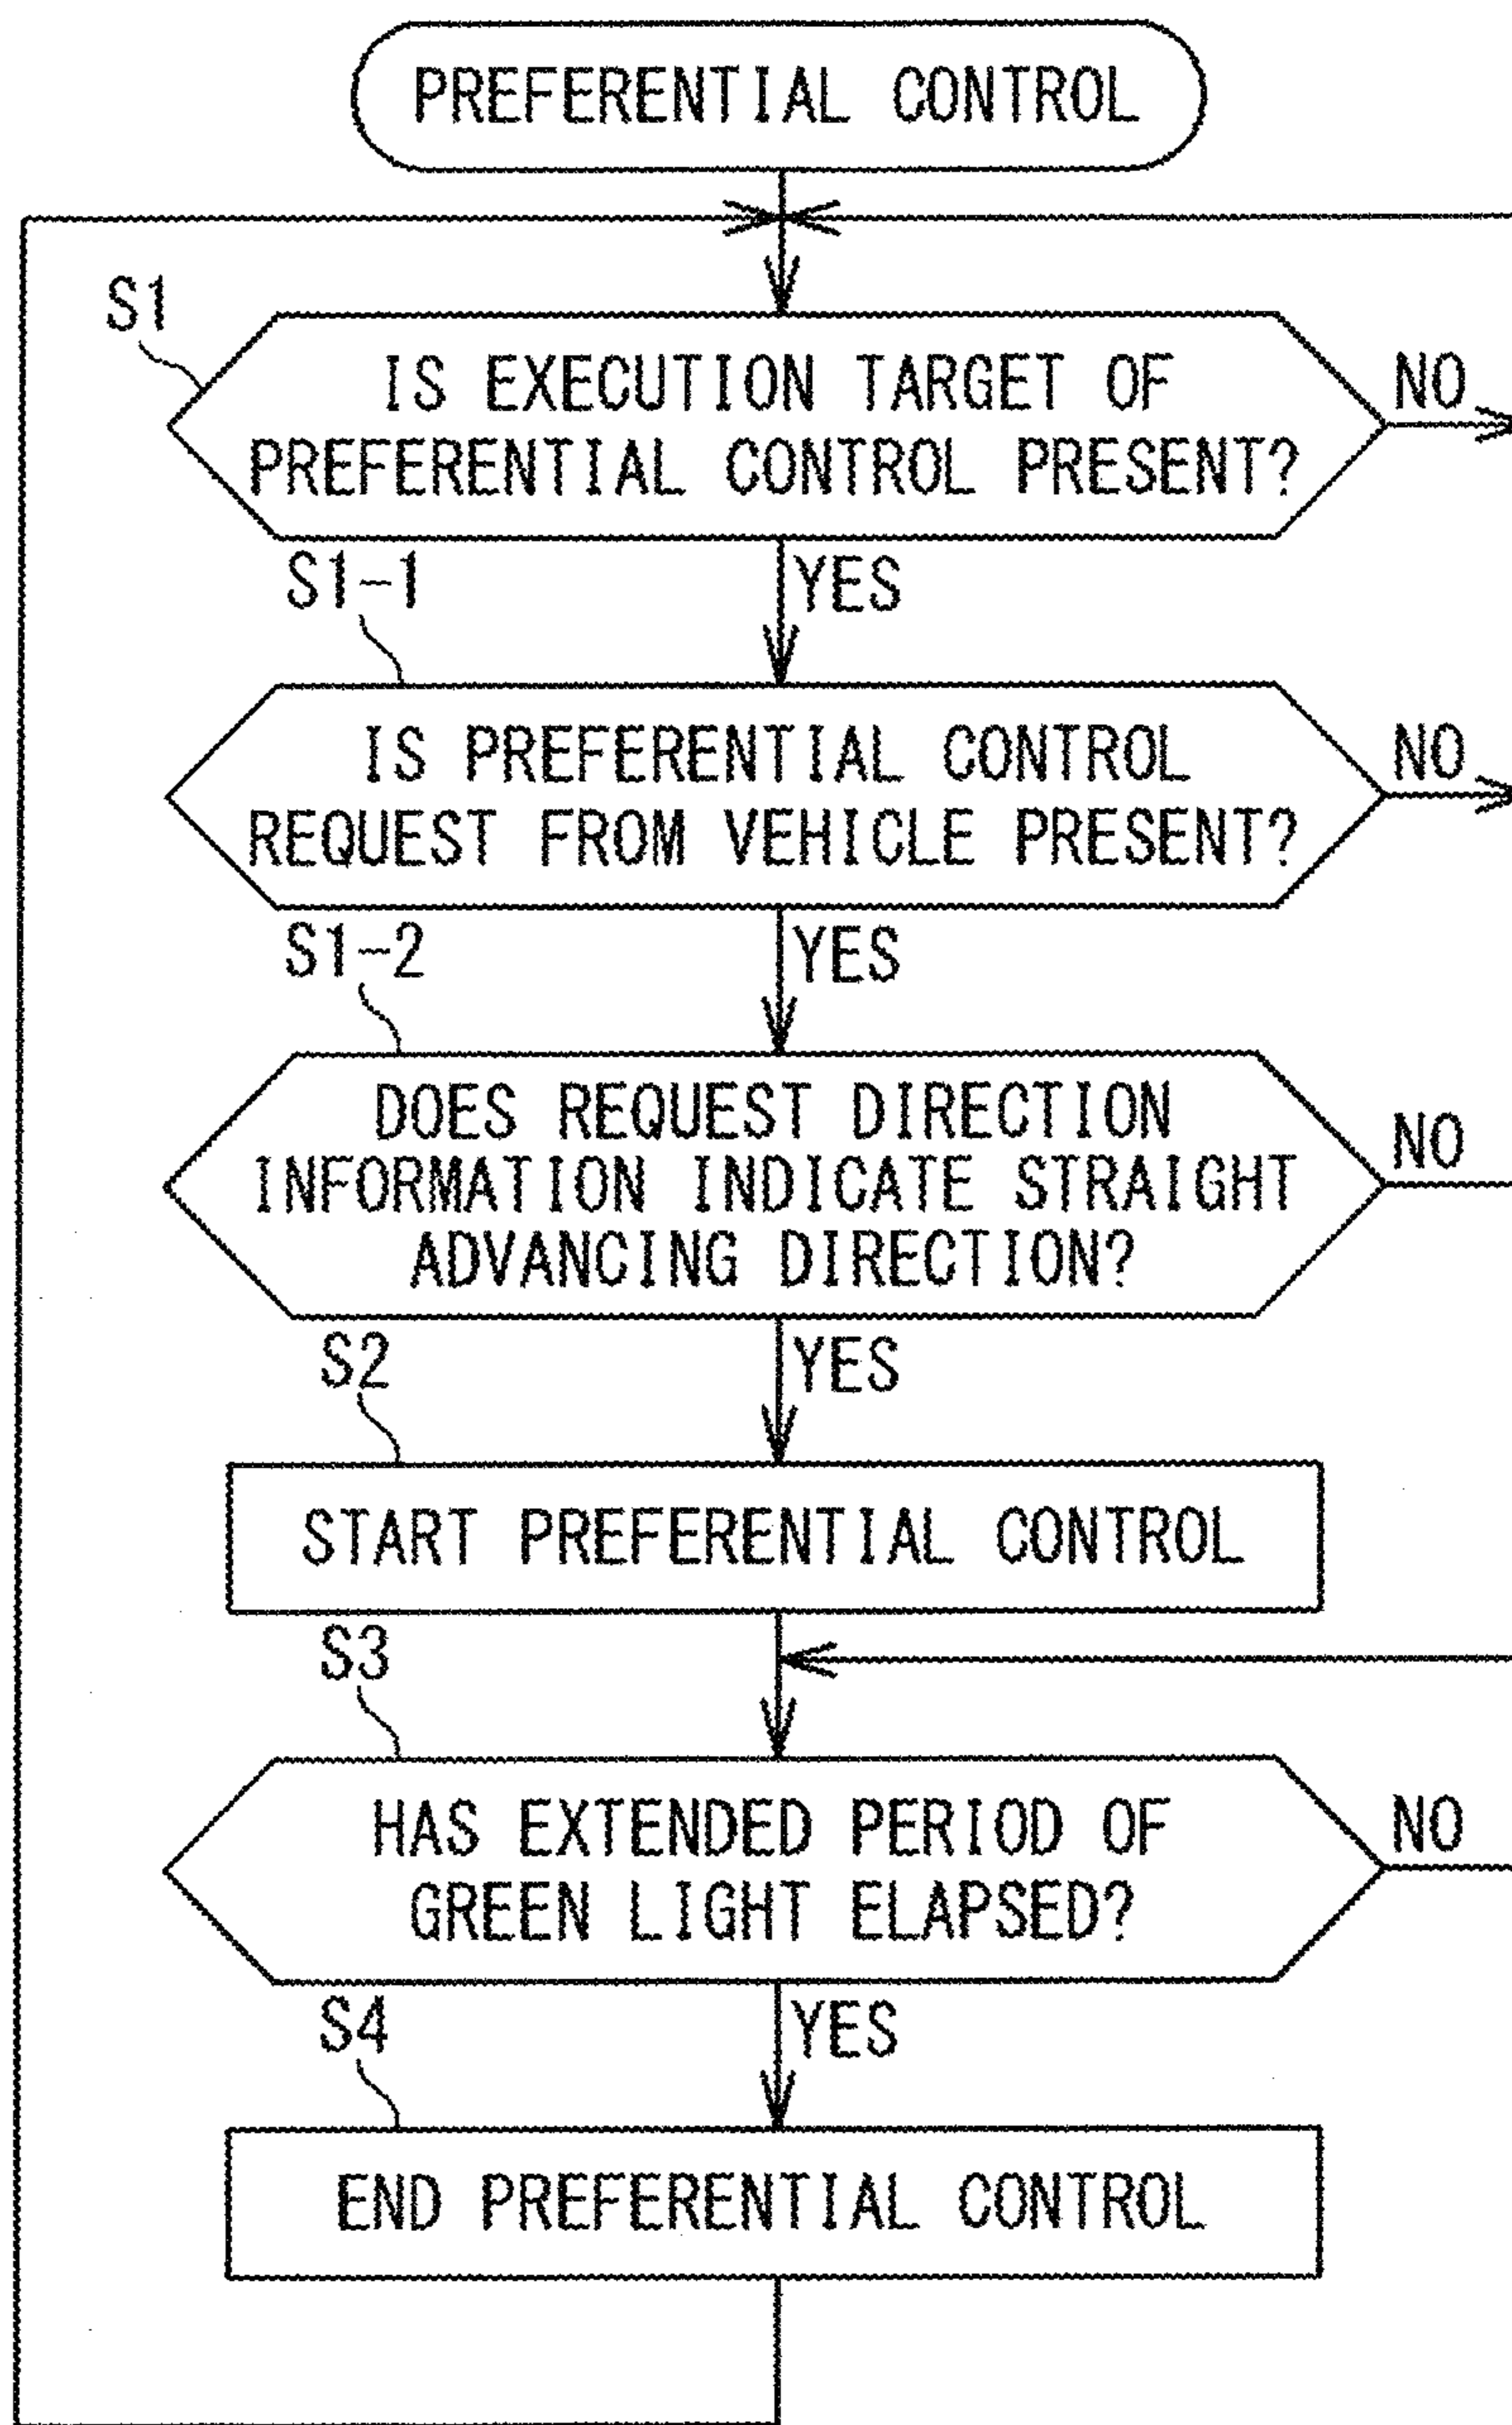 PREFERENTIAL CONTROL
S1
IS EXECUTION TARGET OF
PREFERENTIAL CONTROL PRESENT?
NO
S1-1
YES
IS PREFERENTIAL CONTROL
REQUEST FROM VEHICLE PRESENT?
NO
S1-2
YES
DOES REQUEST DIRECTION
INFORMATION INDICATE STRAIGHT
ADVANCING DIRECTION?
NO
S2
YES
START PREFERENTIAL CONTROL
S3
HAS EXTENDED PERIOD OF
GREEN LIGHT ELAPSED?
NO
S4
YES
END PREFERENTIAL CONTROL